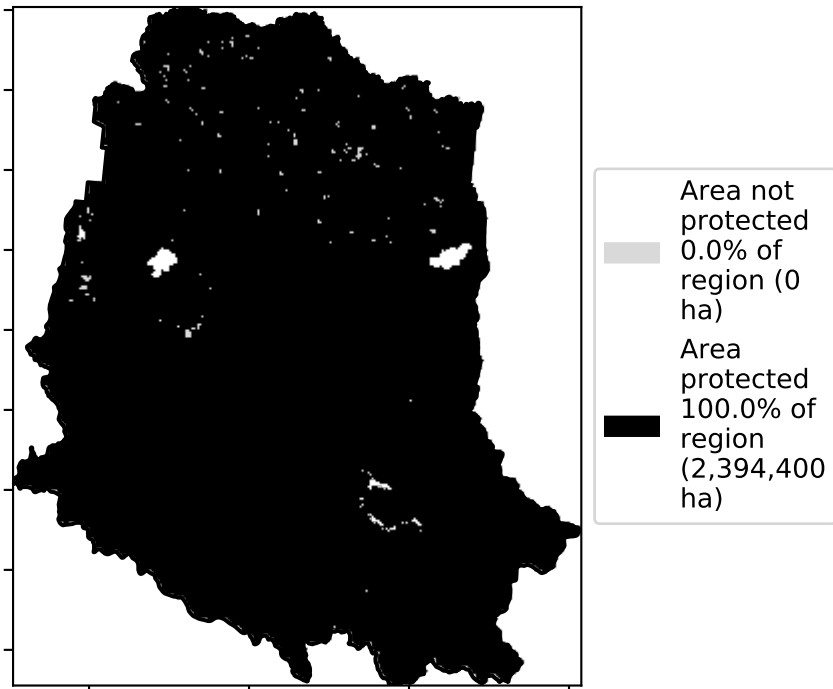 Area not
protected
0.0% of
region (0
ha)
Area
protected
100.0% of
region
(2,394,400
ha)